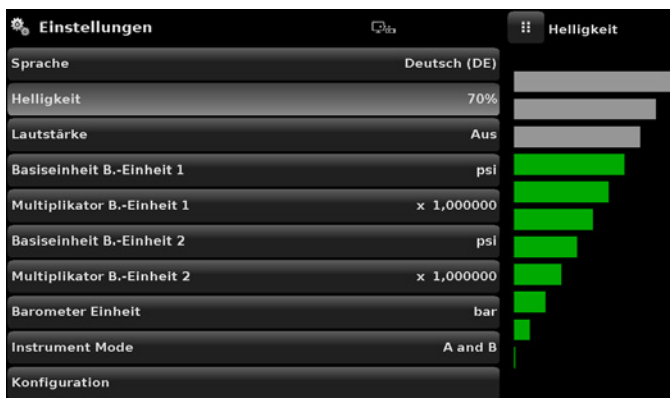 Einstellungen
Helligkeit
Sprache Deutsch (DE)
Helligkeit 70%
Lautstärke Aus
Basiseinheit B.-Einheit 1 psi
Multiplikator B.-Einheit 1 x 1,000000
Basiseinheit B.-Einheit 2 psi
Multiplikator B.-Einheit 2 x 1,000000
Barometer Einheit bar
Instrument Mode A and B
Konfiguration